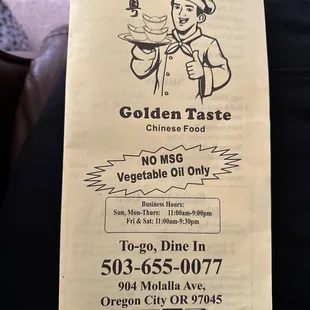 粤
Golden Taste
Chinese Food
NO MSG
Vegetable Oil Only
Business Hours:
Sun, Mon-Thurs: 11:00am-9:00pm
Fri & Sat: 11:00am-9:30pm
To-go, Dine In
503-655-0077
904 Molalla Ave,
Oregon City OR 97045